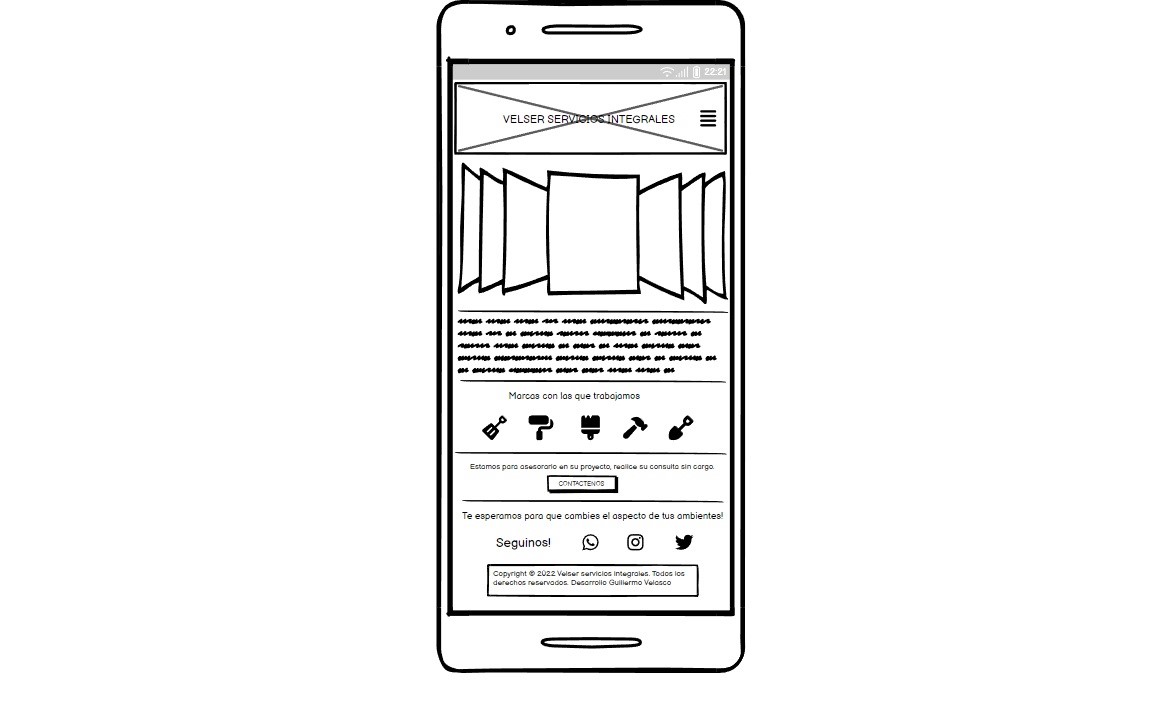 22:21
VELSER SERVICIOS INTEGRALES
Marcas con las que trabajamos
Estamos para asesorarlo en su proyecto, realice su consulta sin cargo.
CONTACTENOS
Te esperamos para que cambies el aspecto de tus ambientes!
Seguinos!
Copyright © 2022 Velser servicios integrales. Todos los
derechos reservados. Desarrollo Guillermo Velasco